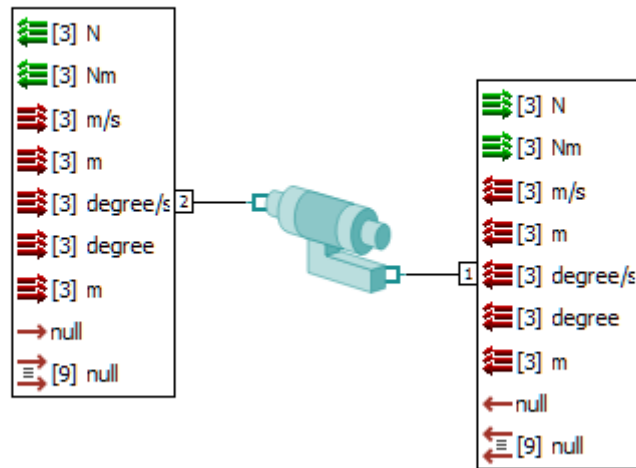 [3] N
[3] Nm
[3] m/s
[3] m
[3] degree/s
[3] degree
[3] m
null
[9] null
2
[3] N
[3] Nm
[3] m/s
[3] m
1
[3] degree/s
[3] degree
[3] m
null
[9] null